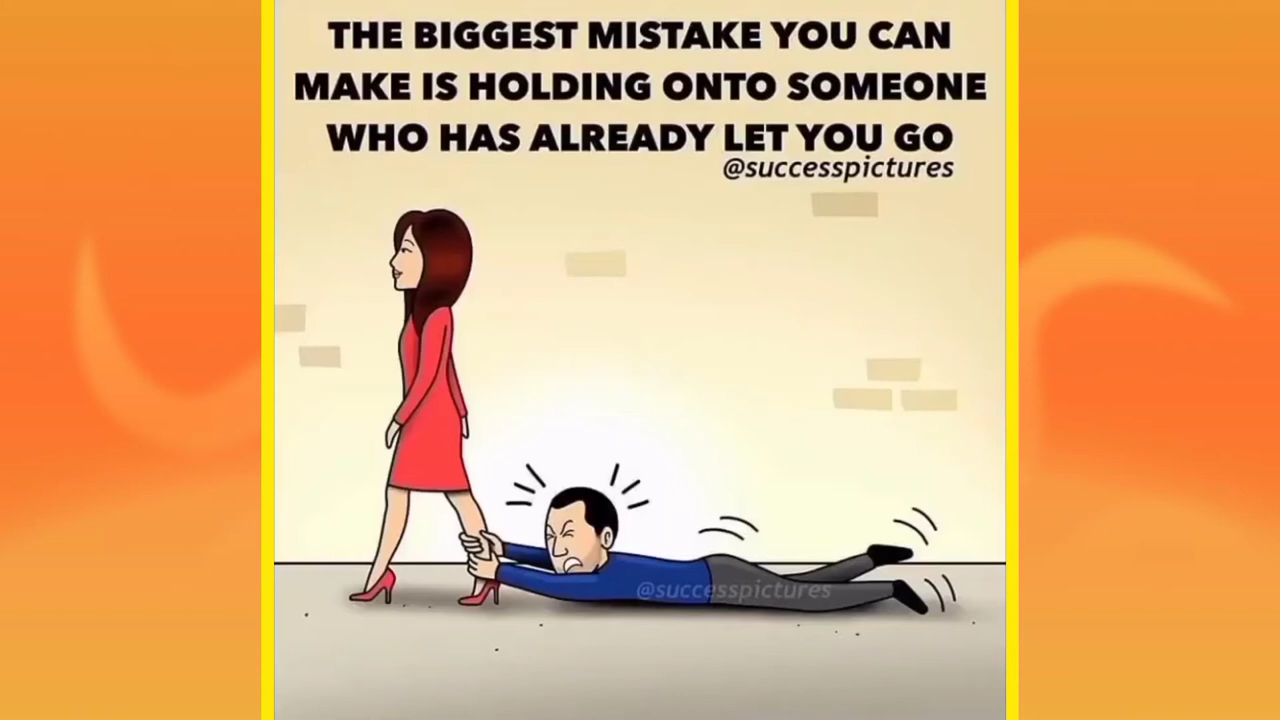 THE BIGGEST MISTAKE YOU CAN
MAKE IS HOLDING ONTO SOMEONE
WHO HAS ALREADY LET YOU GO
@successpictures
@successpictures